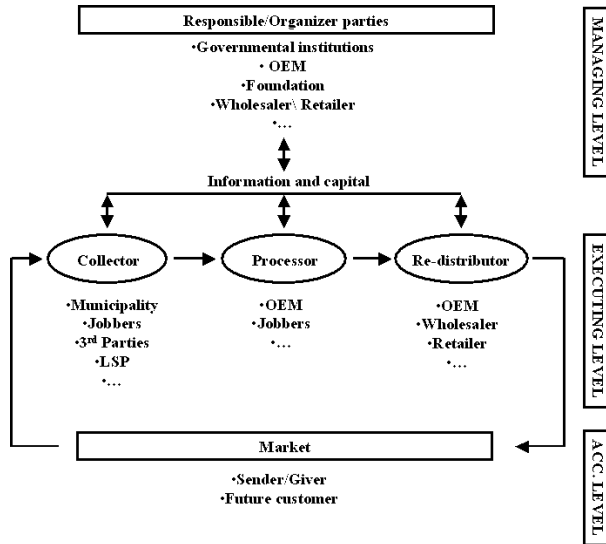 Responsible/Organizer parties
•Governmental institutions
• OEM
•Foundation
•Wholesaler\ Retailer
•…
Information and capital
Collector
Processor
Re-distributor
•Municipality
•Jobbers
•3rd Parties
•LSP
•…
•OEM
•Jobbers
•…
•OEM
•Wholesaler
•Retailer
•…
Market
•Sender/Giver
•Future customer
MANAGING LEVEL
EXECUTING LEVEL
ACC. LEVEL